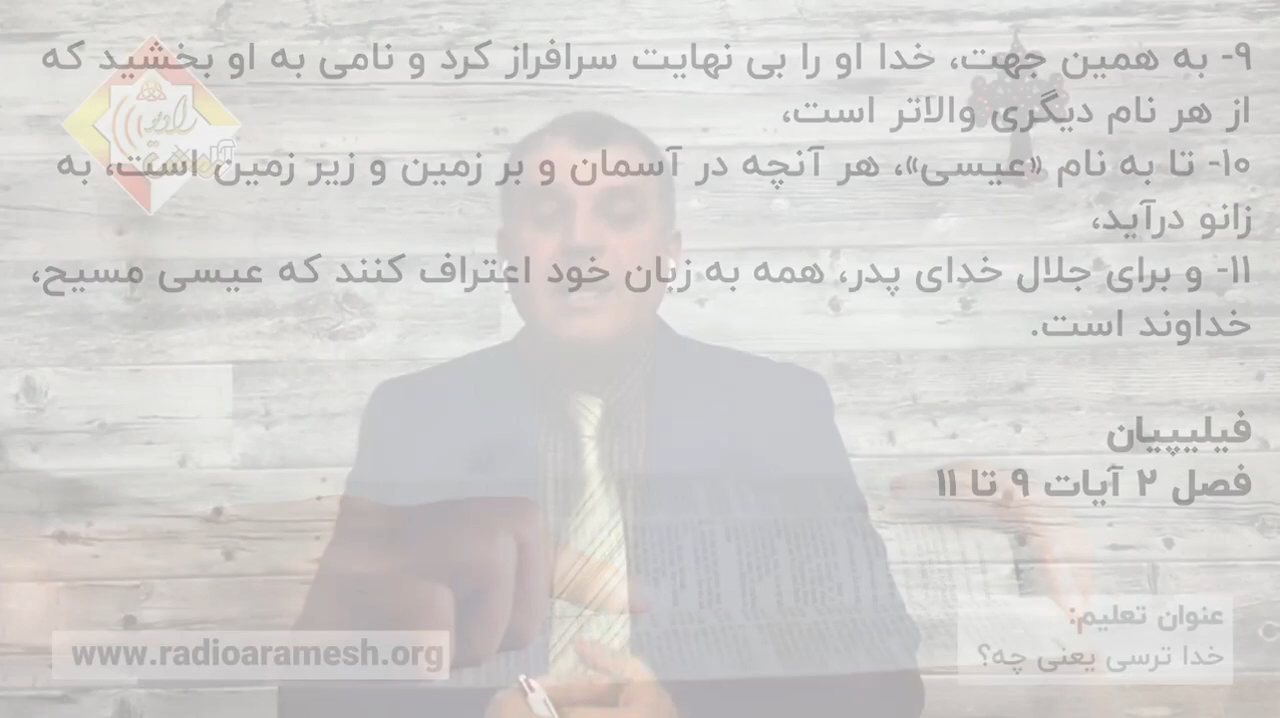 ۹- به همین جهت، خدا او را بی نهایت سرافراز کرد و نامی به او بخشید که
از هر نام دیگری والاتر است،
۱۰- تا به نام «عیسی»، هر آنچه در آسمان و بر زمین و زیر زمین است، به
زانو درآید،
۱۱- و برای جلال خدای پدر، همه به زبان خود اعتراف کنند که عیسی مسیح،
خداوند است.
فیلیپیان
فصل ۲ آیات ۹ تا ۱۱
رادیو
آرامش
عنوان تعلیم:
خدا ترسی یعنی چه؟
www.radioaramesh.org